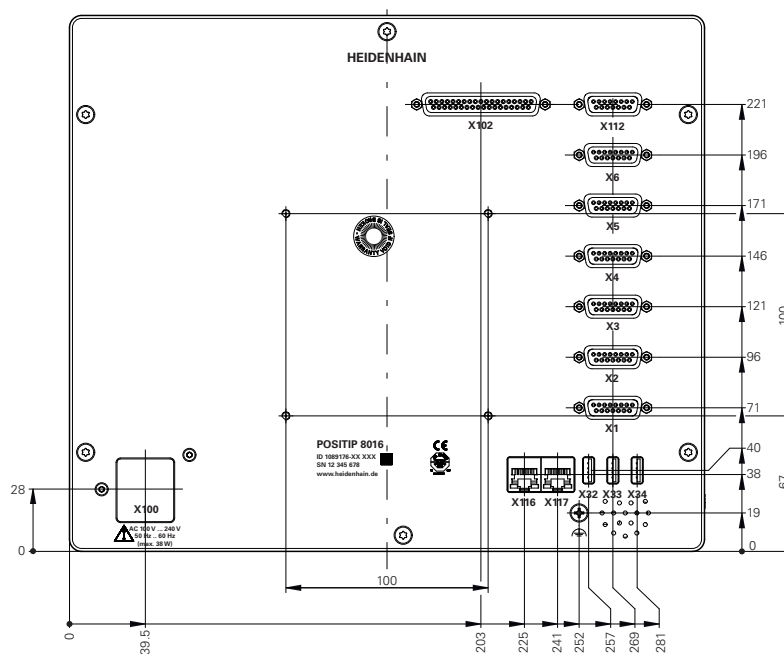 HEIDENHAIN
X102
X112
221
X6
196
X5
171
X4
146
X3
121
100
X2
96
X1
71
POSITIP 8016
ID 1089176-XX XXX
SN 12 345 678
www.heidenhain.de
CE
40
38
67
X116
X117
X32
X33
X34
28
X100
19
AC 100 V ... 240 V
50 Hz ... 60 Hz
(max. 38 W)
0
0
100
0
39.5
203
225
241
252
257
269
281